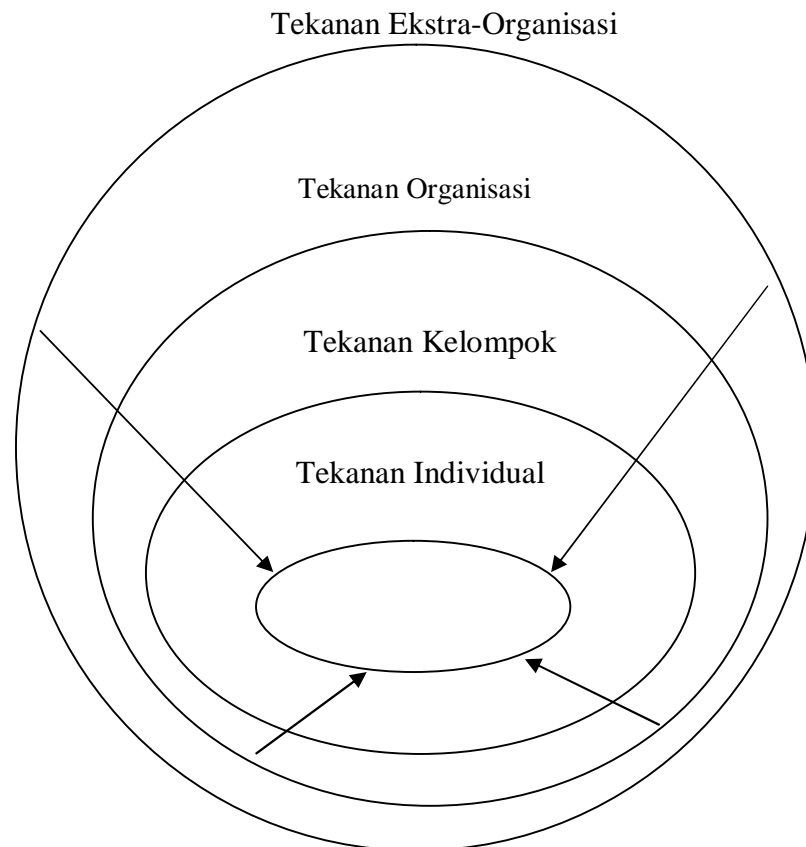 Tekanan Ekstra-Organisasi
Tekanan Organisasi
Tekanan Kelompok
Tekanan Individual